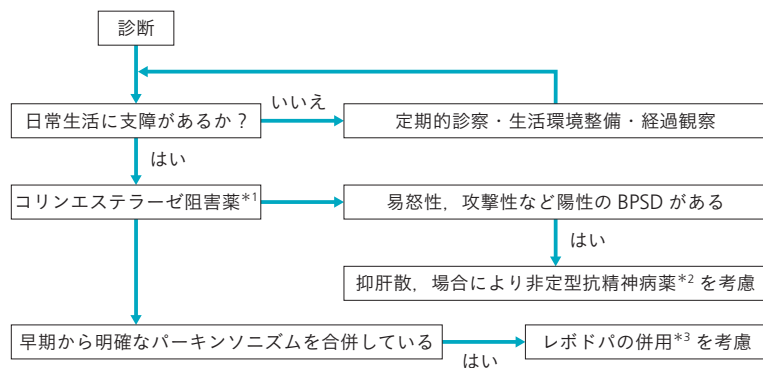 診断
いいえ
日常生活に支障があるか？
定期的診察・生活環境整備・経過観察
はい
コリンエステラーゼ阻害薬*1
易怒性，攻撃性など陽性の BPSD がある
はい
抑肝散，場合により非定型抗精神病薬*2 を考慮
早期から明確なパーキンソニズムを合併している
レボドパの併用*3 を考慮
はい